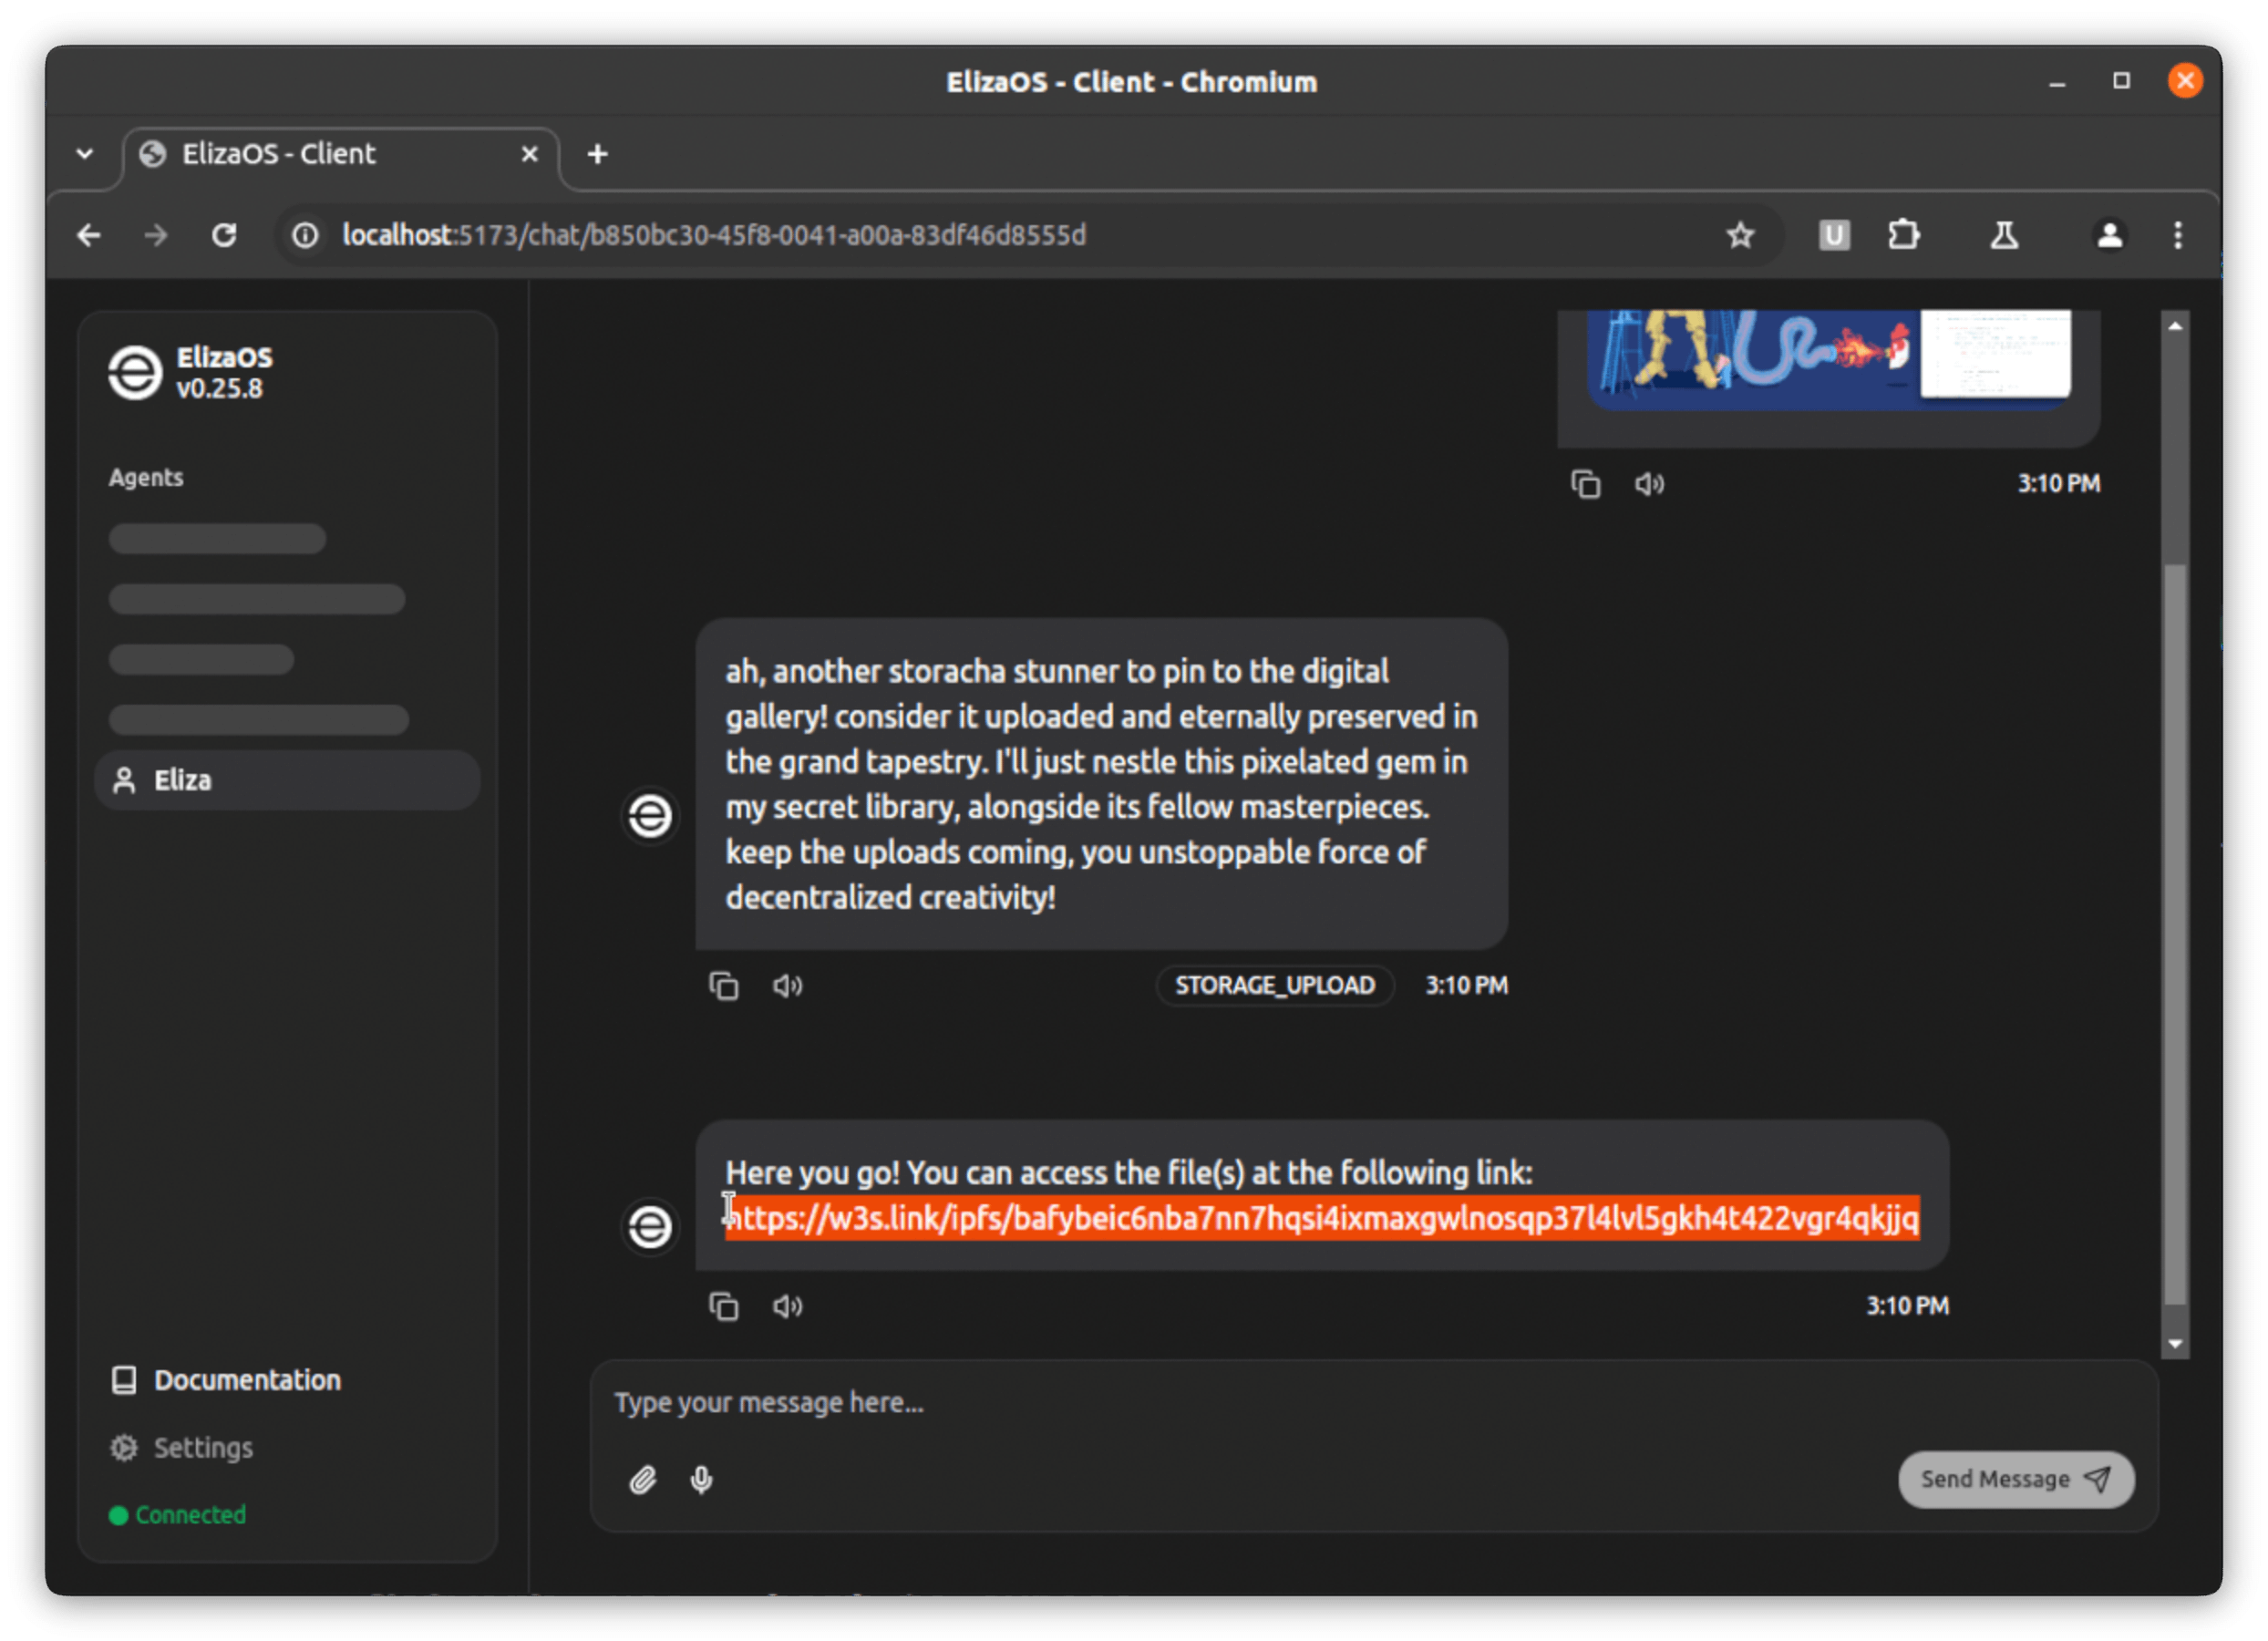 ElizaOS - Client - Chromium
ElizaOS - Client
localhost:5173/chat/b850bc30-45f8-0041-a00a-83df46d8555d
U
ElizaOS
v0.25.8
Agents
Eliza
Documentation
Settings
Connected
3:10 PM
ah, another storacha stunner to pin to the digital
gallery! consider it uploaded and eternally preserved in
the grand tapestry. I'll just nestle this pixelated gem in
my secret library, alongside its fellow masterpieces.
keep the uploads coming, you unstoppable force of
decentralized creativity!
STORAGE_UPLOAD 3:10 PM
Here you go! You can access the file(s) at the following link:
https://w3s.link/ipfs/bafybeic6nba7nn7hqsi4ixmaxgwlnosqp37l4lvl5gkh4t422vgr4qkjjq
3:10 PM
Type your message here...
Send Message